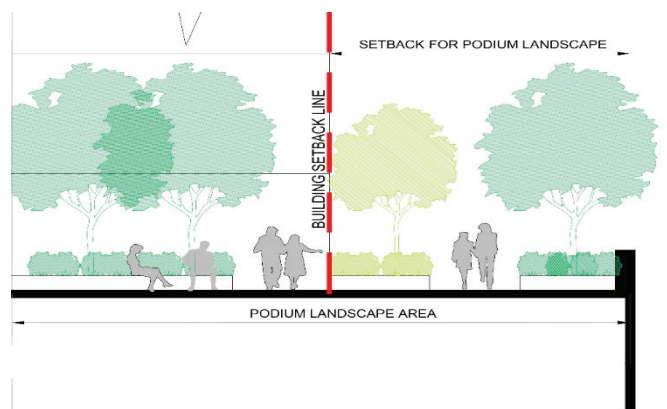 SETBACK FOR PODIUM LANDSCAPE
BUILDING SETBACK LINE
PODIUM LANDSCAPE AREA